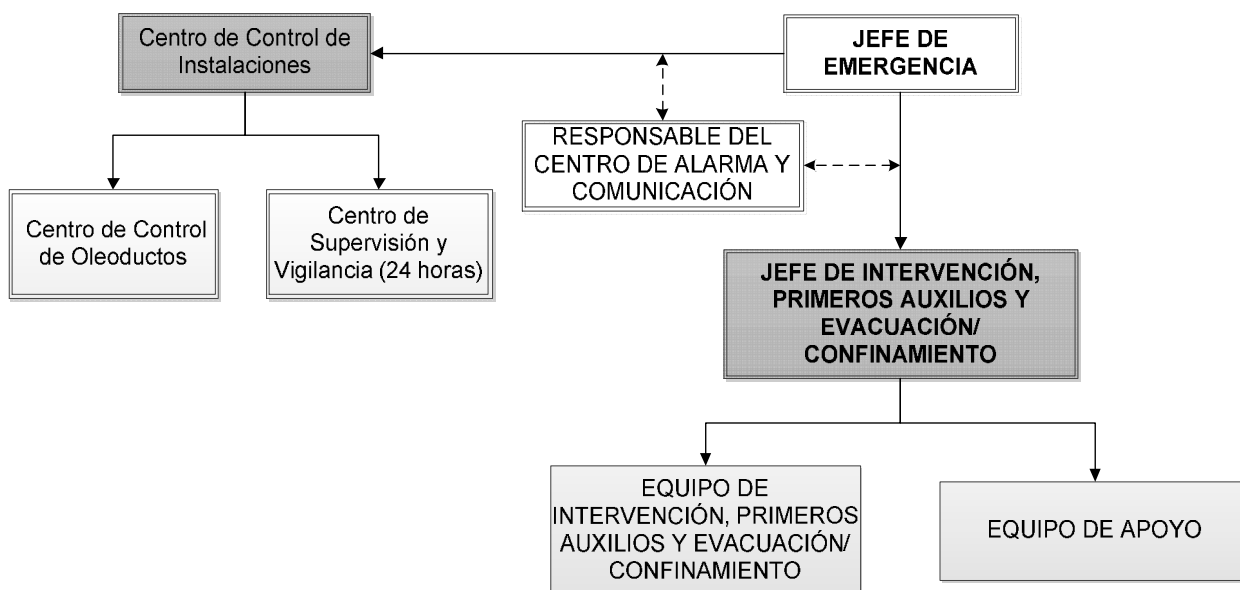 Centro de Control de
Instalaciones
JEFE DE
EMERGENCIA
RESPONSABLE DEL
CENTRO DE ALARMA Y
COMUNICACIÓN
Centro de Control
de Oleoductos
Centro de
Supervisión y
Vigilancia (24 horas)
JEFE DE INTERVENCIÓN,
PRIMEROS AUXILIOS Y
EVACUACIÓN/
CONFINAMIENTO
EQUIPO DE
INTERVENCIÓN, PRIMEROS
AUXILIOS Y EVACUACIÓN/
CONFINAMIENTO
EQUIPO DE APOYO